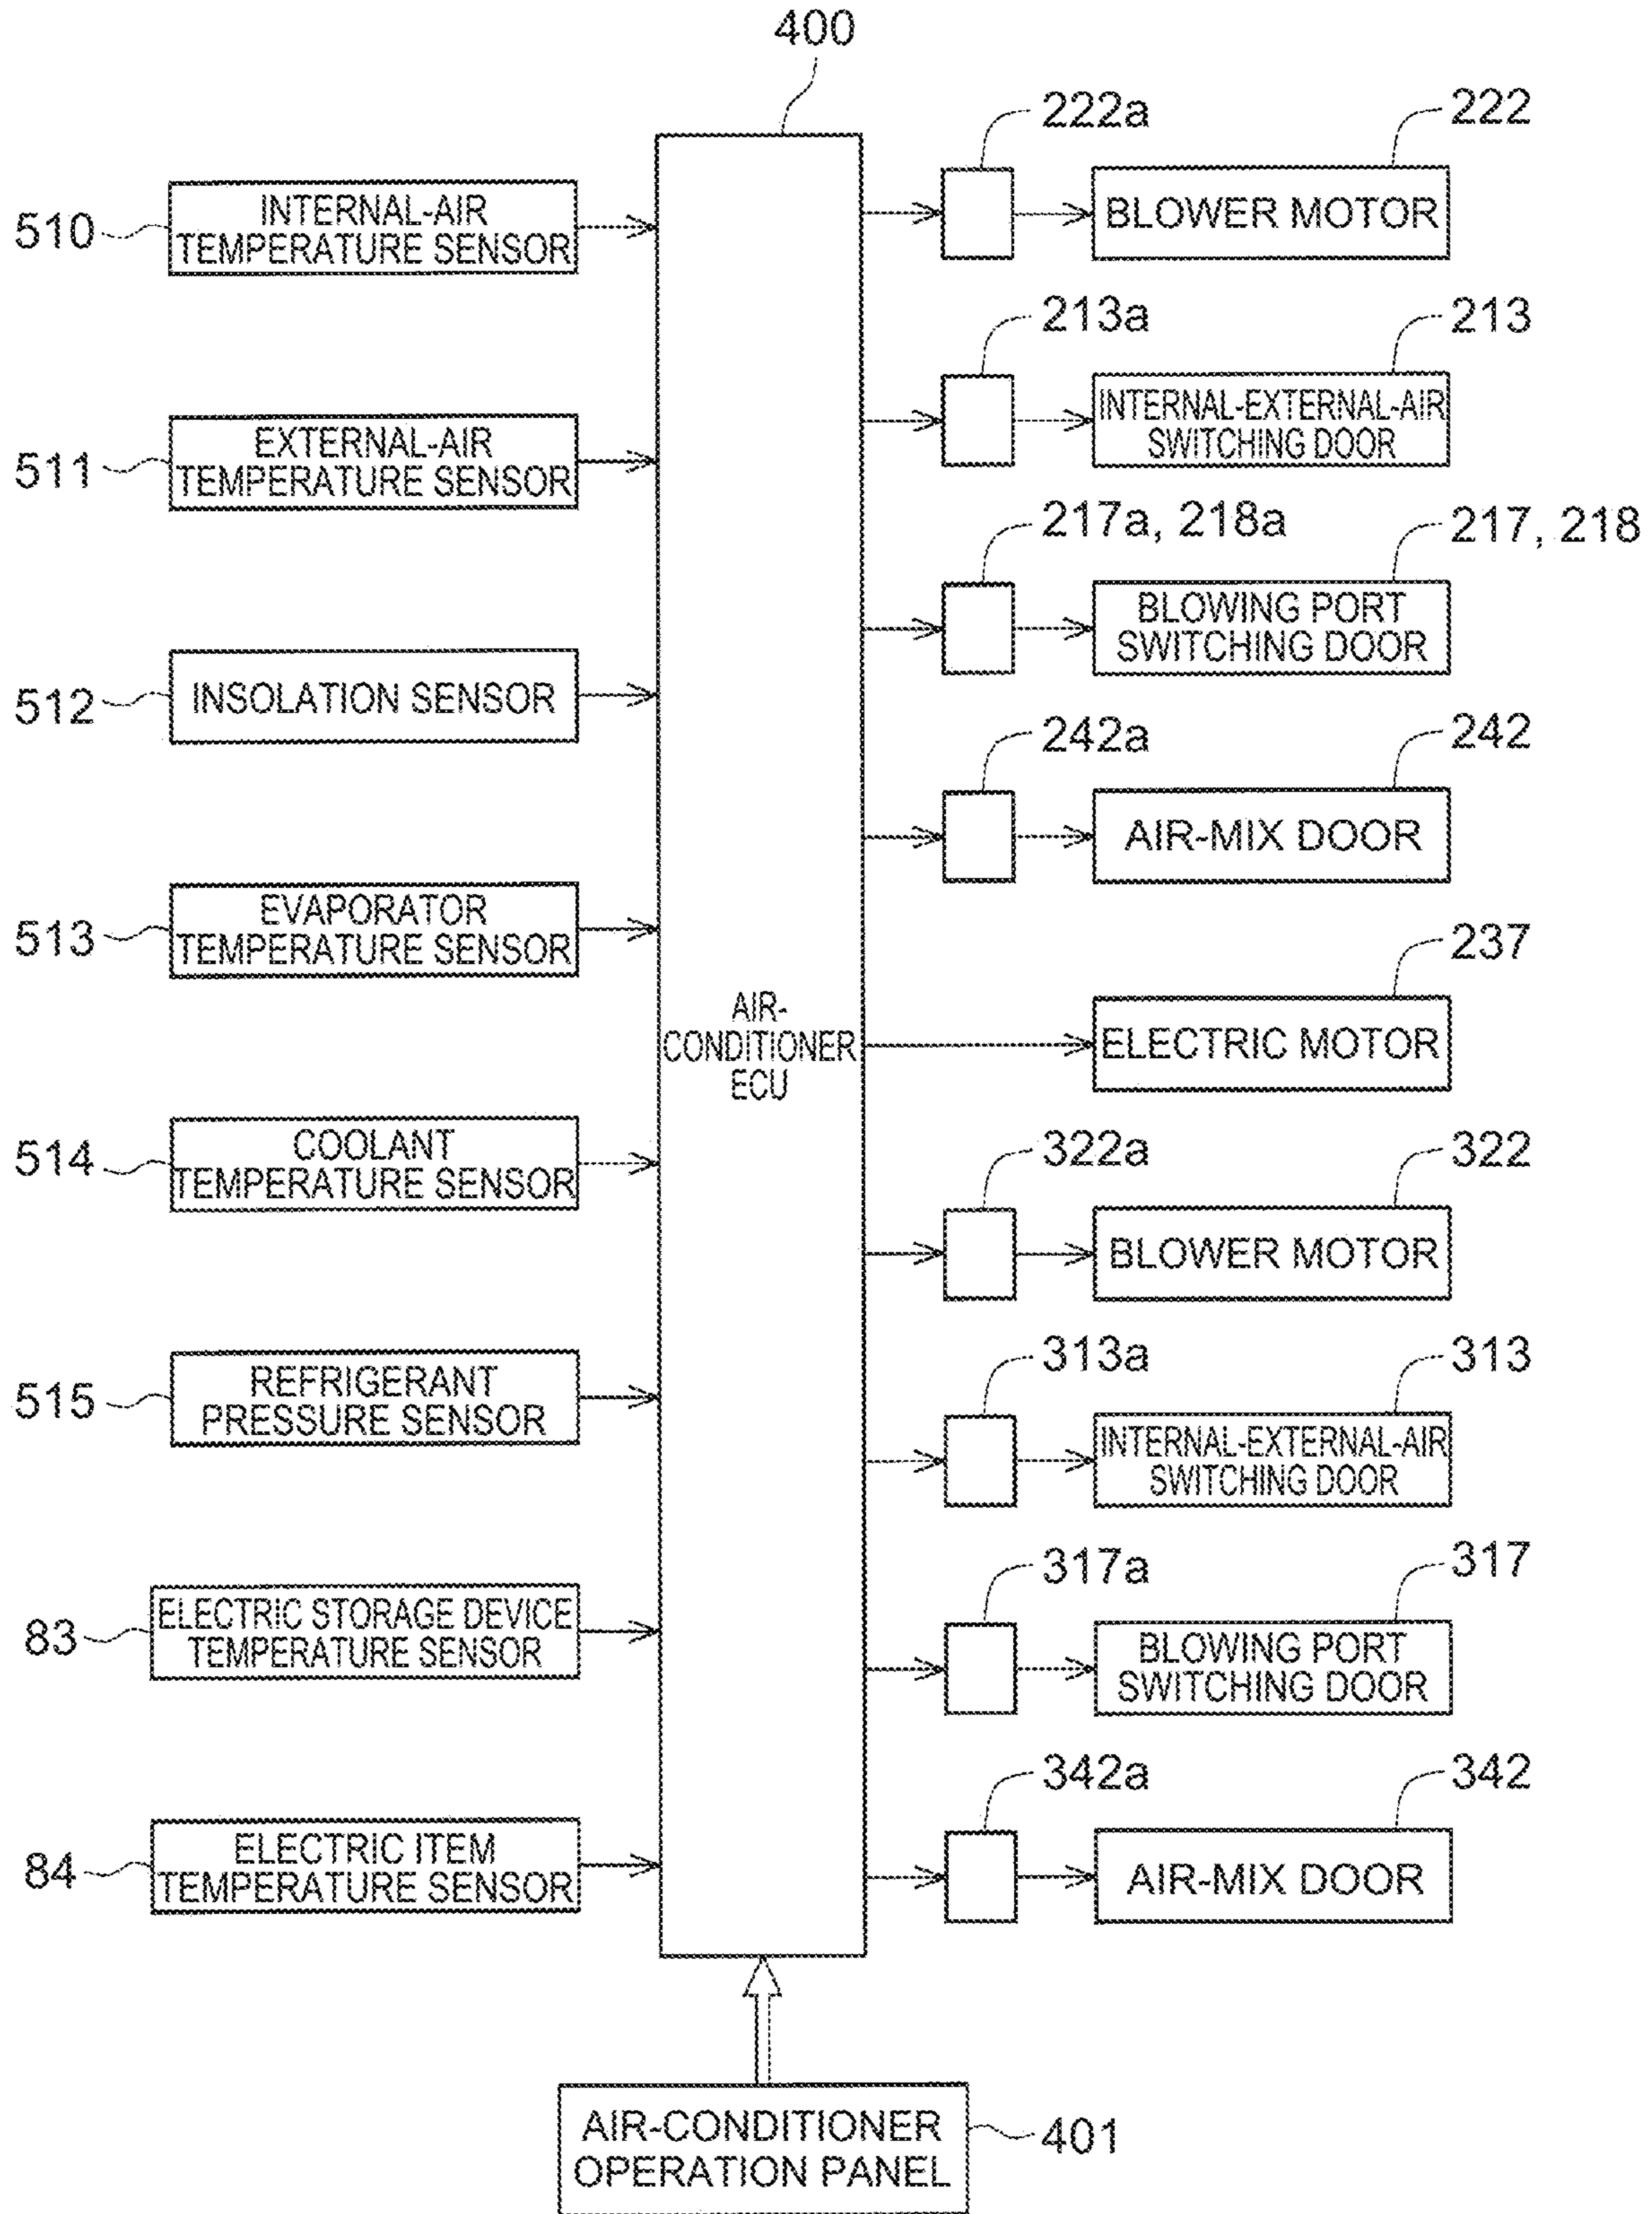 400
510
INTERNAL-AIR
TEMPERATURE SENSOR
511
EXTERNAL-AIR
TEMPERATURE SENSOR
512
INSOLATION SENSOR
513
EVAPORATOR
TEMPERATURE SENSOR
514
COOLANT
TEMPERATURE SENSOR
515
REFRIGERANT
PRESSURE SENSOR
83
ELECTRIC STORAGE DEVICE
TEMPERATURE SENSOR
84
ELECTRIC ITEM
TEMPERATURE SENSOR
AIR-
CONDITIONER
ECU
222a
222
BLOWER MOTOR
213a
213
INTERNAL-EXTERNAL-AIR
SWITCHING DOOR
217a, 218a
217, 218
BLOWING PORT
SWITCHING DOOR
242a
242
AIR-MIX DOOR
237
ELECTRIC MOTOR
322a
322
BLOWER MOTOR
313a
313
INTERNAL-EXTERNAL-AIR
SWITCHING DOOR
317a
317
BLOWING PORT
SWITCHING DOOR
342a
342
AIR-MIX DOOR
AIR-CONDITIONER
OPERATION PANEL
401